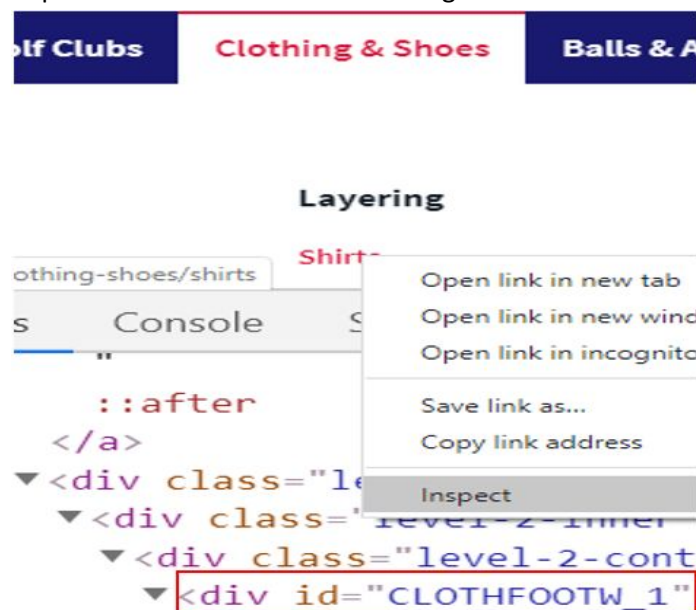 olf Clubs Clothing & Shoes Balls & A
Layering
Shirts
othing-shoes/shirts
Open link in new tab
Open link in new wind
Open link in incognito
Save link as...
Copy link address
Inspect
s Console S
"
::after
</a>
▼<div class="le
▼<div class="level-2-inner
▼<div class="level-2-cont
▼<div id="CLOTHFOOTW_1"